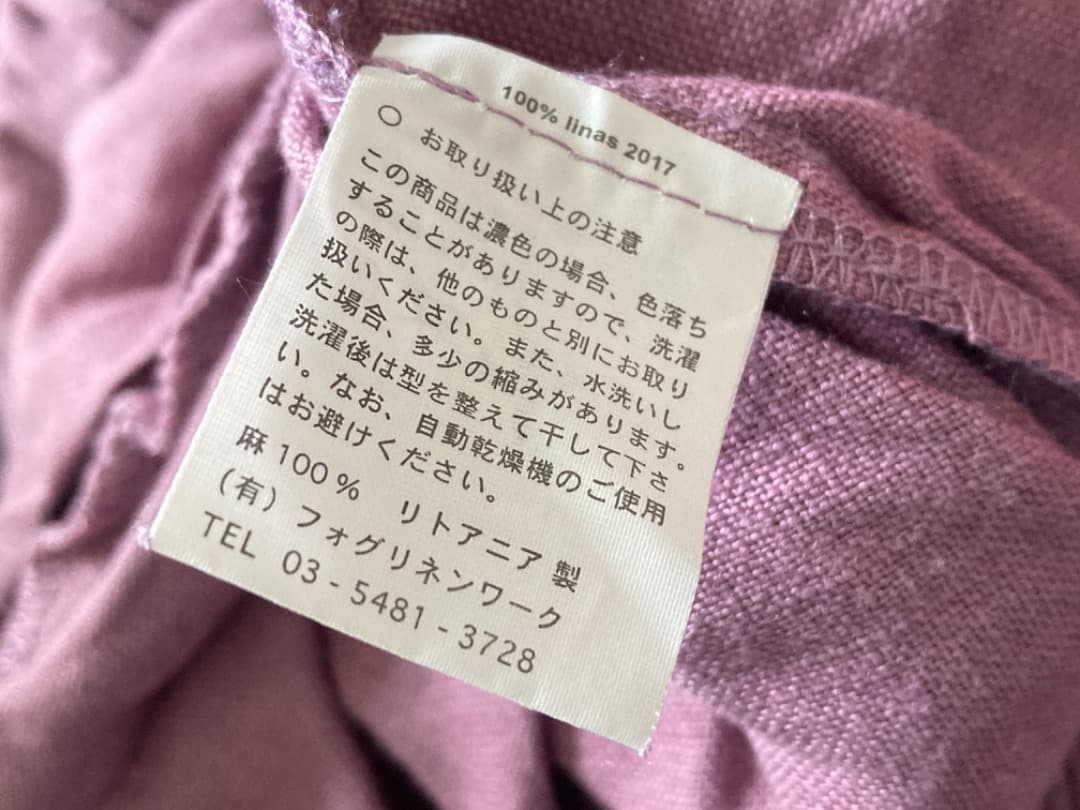 100% linas 2017
○ お取り扱い上の注意
この商品は濃色の場合、色落ち
することがありますので、洗濯
の際は、他のものと別にお取り
扱いください。また、水洗いし
た場合、多少の縮みがあります。
洗濯後は型を整えて干して下さ
い。なお、自動乾燥機のご使用
はお避けください。
麻 100% リトアニア 製
(有) フォグリネンワーク
TEL 03 - 5481 - 3728